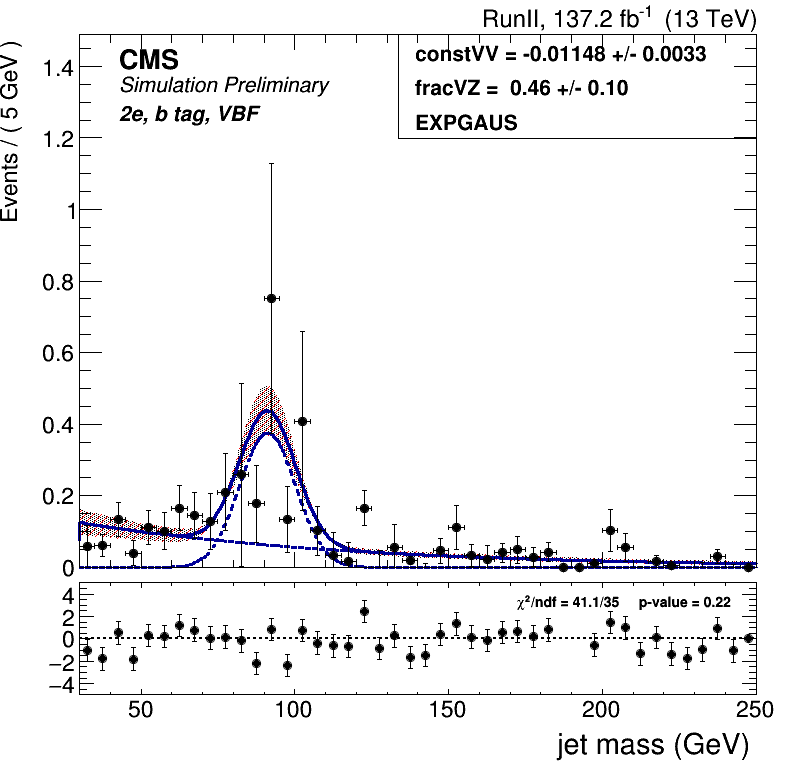 RunII, 137.2 fb-1 (13 TeV)
CMS
Simulation Preliminary
2e, b tag, VBF
constVV = -0.01148 +/- 0.0033
fracVZ = 0.46 +/- 0.10
EXPGAUS
Events / ( 5 GeV )
1.4
1.2
1
0.8
0.6
0.4
0.2
0
χ²/ndf = 41.1/35 p-value = 0.22
4
2
0
−2
−4
50 100 150 200 250
jet mass (GeV)